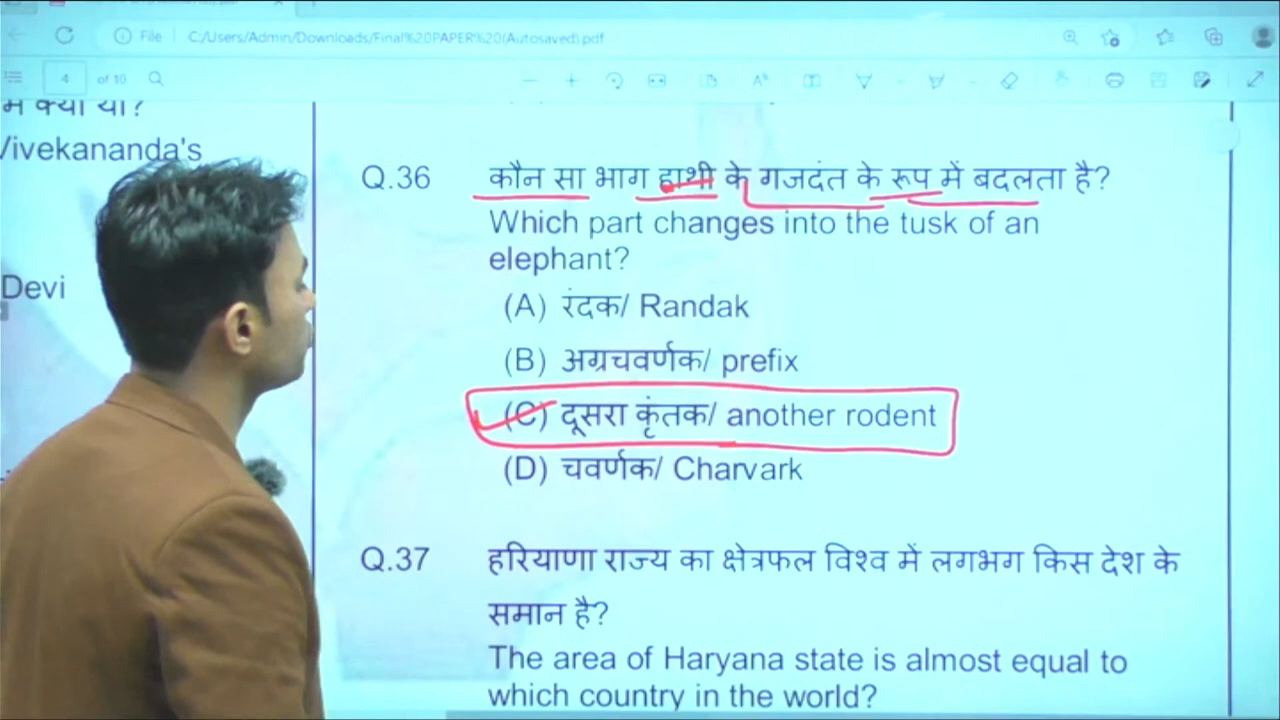 File
C:/Users/Admin/Downloads/Final%20PAPER%20(Autosaved).pdf
4 of 10
में क्या था?
Vivekananda's
Devi
Q.36 कौन सा भाग हाथी के गजदंत के रूप में बदलता है?
Which part changes into the tusk of an
elephant?
(A) रंदक/ Randak
(B) अग्रचवर्णक/ prefix
(C) दूसरा कृंतक/ another rodent
(D) चवर्णक/ Charvark
Q.37 हरियाणा राज्य का क्षेत्रफल विश्व में लगभग किस देश के
समान है?
The area of Haryana state is almost equal to
which country in the world?